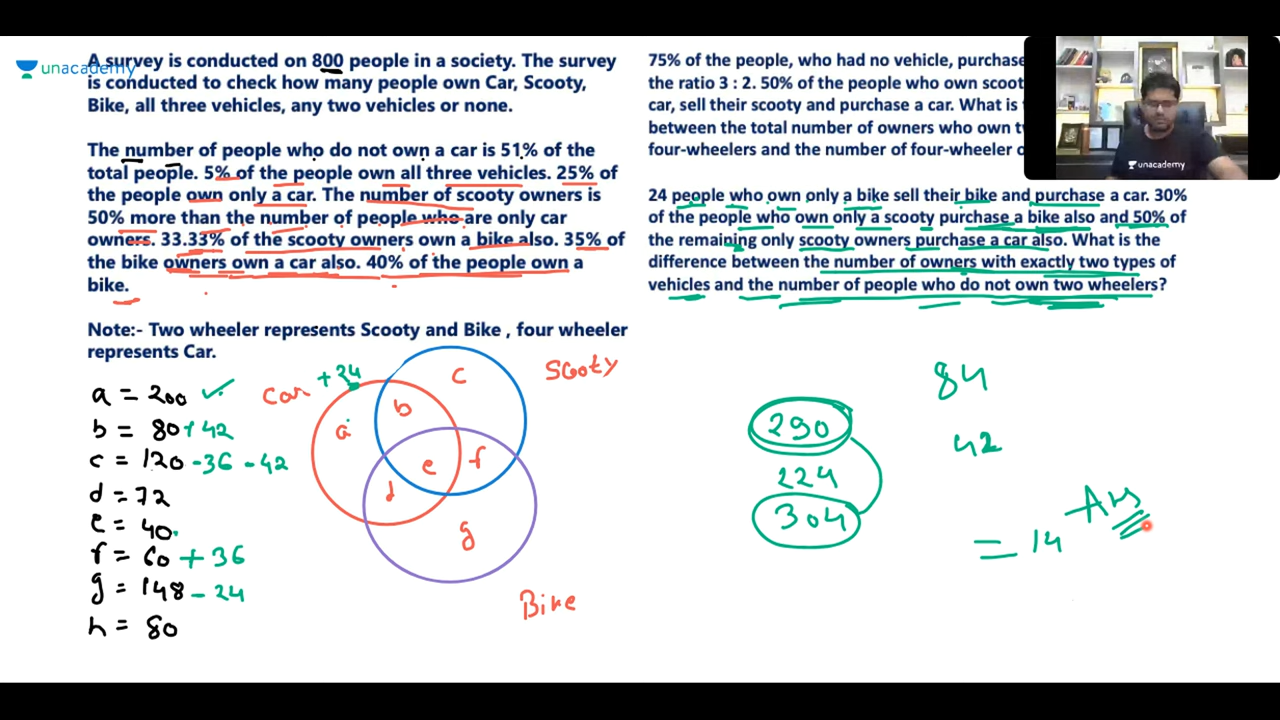 A survey is conducted on 800 people in a society. The survey
is conducted to check how many people own Car, Scooty,
Bike, all three vehicles, any two vehicles or none.
unacademy
The number of people who do not own a car is 51% of the
total people. 5% of the people own all three vehicles. 25% of
the people own only a car. The number of scooty owners is
50% more than the number of people who are only car
owners. 33.33% of the scooty owners own a bike also. 35% of
the bike owners own a car also. 40% of the people own a
bike.
Note:- Two wheeler represents Scooty and Bike , four wheeler
represents Car.
a = 200
b = 80 + 42
c = 120 - 36 - 42
d = 72
e = 40
f = 60 + 36
g = 148 - 24
h = 80
Car +24
Scooty
Bike
a
b
c
d
e
f
g
75% of the people, who had no vehicle, purchase
the ratio 3 : 2. 50% of the people who own scoot
car, sell their scooty and purchase a car. What is
between the total number of owners who own
four-wheelers and the number of four-wheeler
unacademy
24 people who own only a bike sell their bike and purchase a car. 30%
of the people who own only a scooty purchase a bike also and 50% of
the remaining only scooty owners purchase a car also. What is the
difference between the number of owners with exactly two types of
vehicles and the number of people who do not own two wheelers?
290
224
304
84
42
= 14 Ans